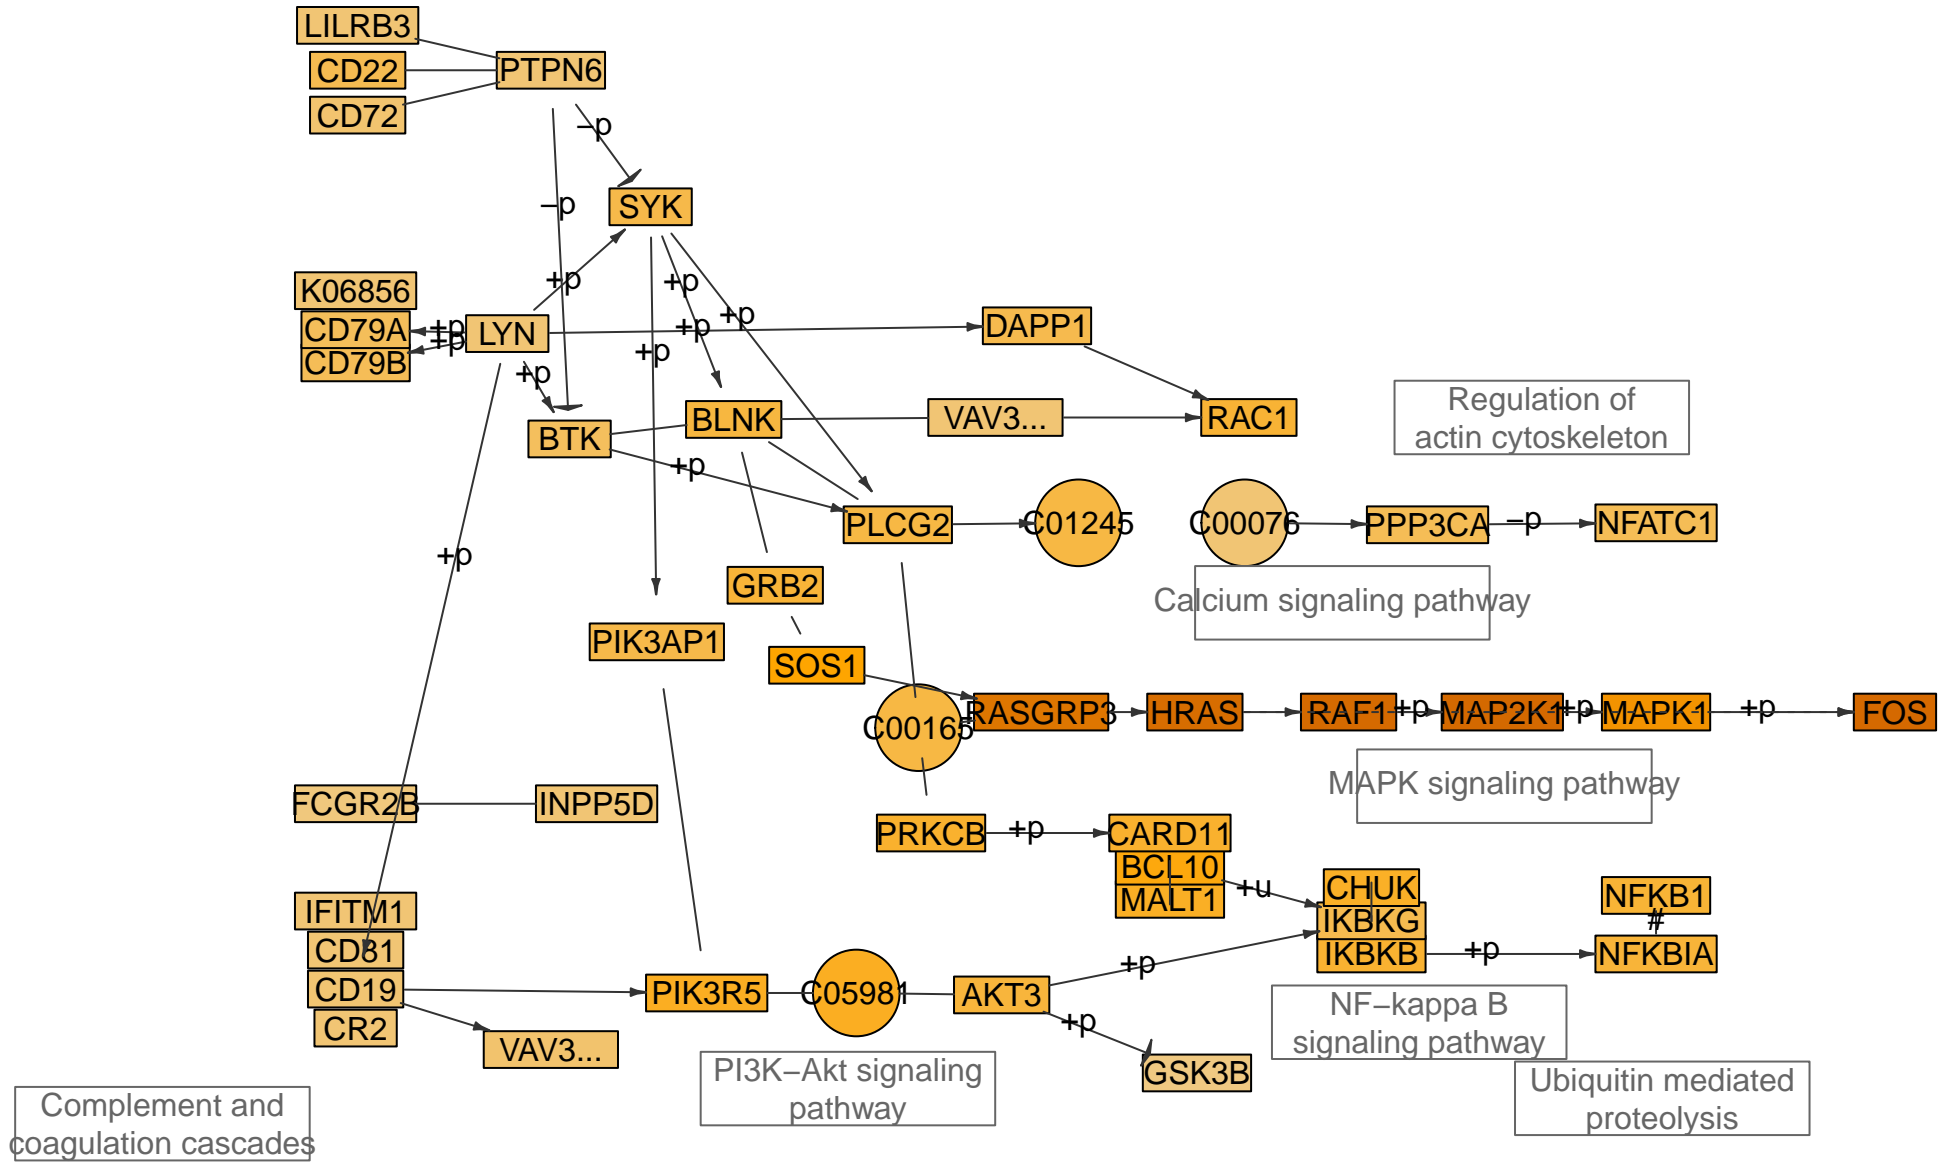 LILRB3
CD22
PTPN6
CD72
–p
SYK
–p
+p
+p
K06856
CD79A
+p
LYN
+p
+p
DAPP1
CD79B
+p
+p
+p
BTK
BLNK
VAV3...
RAC1
Regulation of
actin cytoskeleton
+p
PLCG2
C01245
C00076
PPP3CA
–p
NFATC1
+p
GRB2
Calcium signaling pathway
PIK3AP1
SOS1
C00165
RASGRP3
HRAS
RAF1
+p
MAP2K1
+p
MAPK1
+p
FOS
MAPK signaling pathway
FCGR2B
INPP5D
PRKCB
+p
CARD11
BCL10
MALT1
+u
CHUK
IKBKG
IKBKB
+p
NFKB1
#
NFKBIA
IFITM1
CD81
CD19
CR2
VAV3...
PIK3R5
C05981
AKT3
+p
+p
GSK3B
NF–kappa B
signaling pathway
PI3K–Akt signaling
pathway
Ubiquitin mediated
proteolysis
Complement and
coagulation cascades